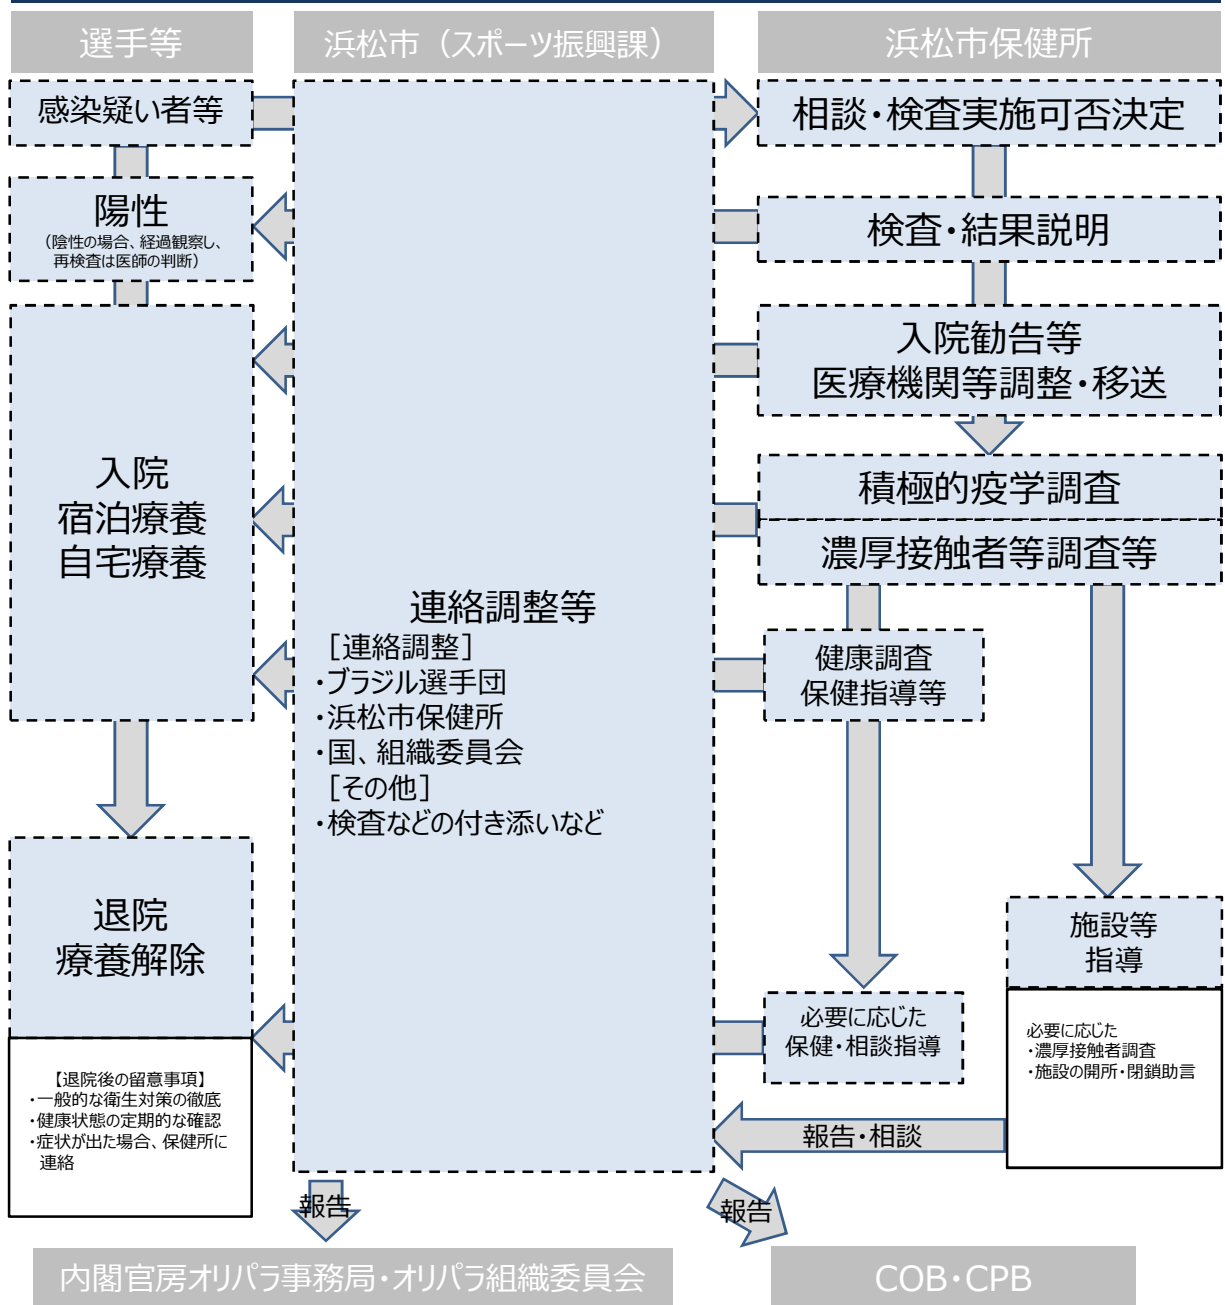 選手等
浜松市（スポーツ振興課）
浜松市保健所
感染疑い者等
相談・検査実施可否決定
陽性
（陰性の場合、経過観察し、
再検査は医師の判断）
検査・結果説明
入院勧告等
医療機関等調整・移送
入院
宿泊療養
自宅療養
積極的疫学調査
濃厚接触者等調査等
連絡調整等
［連絡調整］
・ブラジル選手団
・浜松市保健所
・国、組織委員会
［その他］
・検査などの付き添いなど
健康調査
保健指導等
退院
療養解除
施設等
指導
必要に応じた
保健・相談指導
必要に応じた
・濃厚接触者調査
・施設の開所・閉鎖助言
【退院後の留意事項】
・一般的な衛生対策の徹底
・健康状態の定期的な確認
・症状が出た場合、保健所に
連絡
報告・相談
報告
報告
内閣官房オリパラ事務局・オリパラ組織委員会
COB・CPB